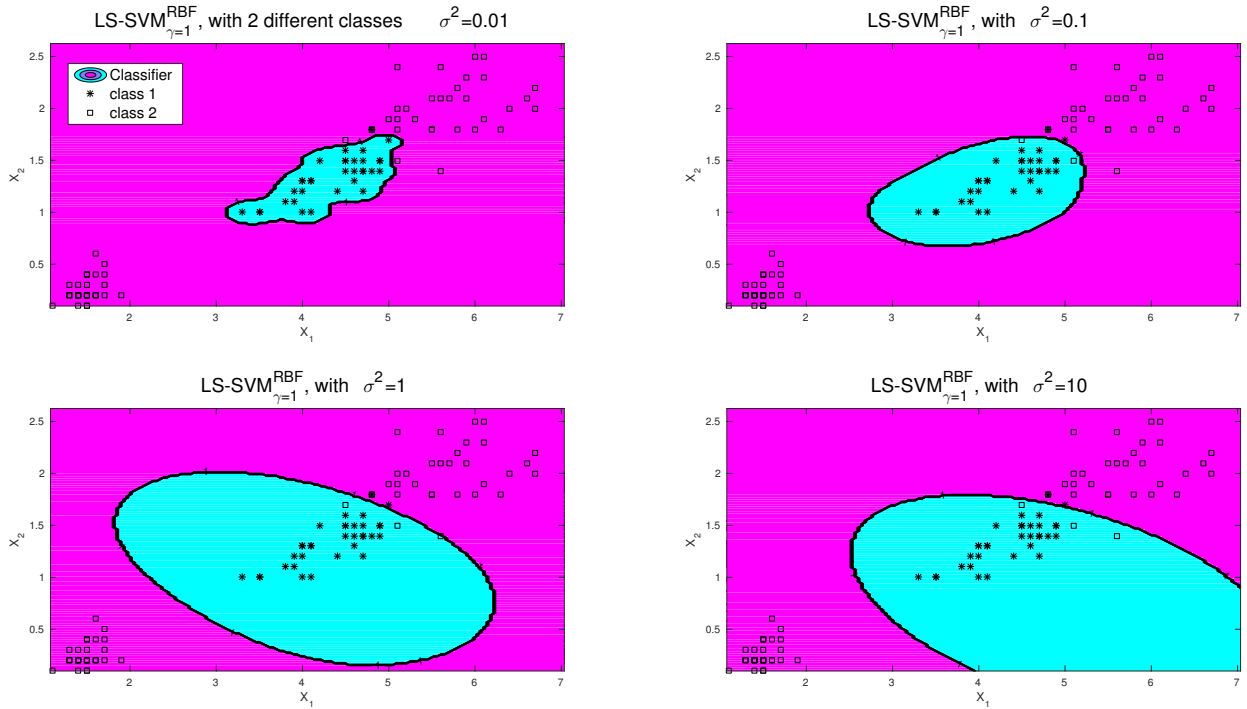 LS-SVM^RBF_γ=1, with 2 different classes σ²=0.01
2.5
2
1.5
1
0.5
X₂
Classifier
class 1
class 2
2 3 4 5 6 7
X₁
LS-SVM^RBF_γ=1, with σ²=0.1
2.5
2
1.5
1
0.5
X₂
2 3 4 5 6 7
X₁
LS-SVM^RBF_γ=1, with σ²=1
2.5
2
1.5
1
0.5
X₂
2 3 4 5 6 7
X₁
LS-SVM^RBF_γ=1, with σ²=10
2.5
2
1.5
1
0.5
X₂
2 3 4 5 6 7
X₁